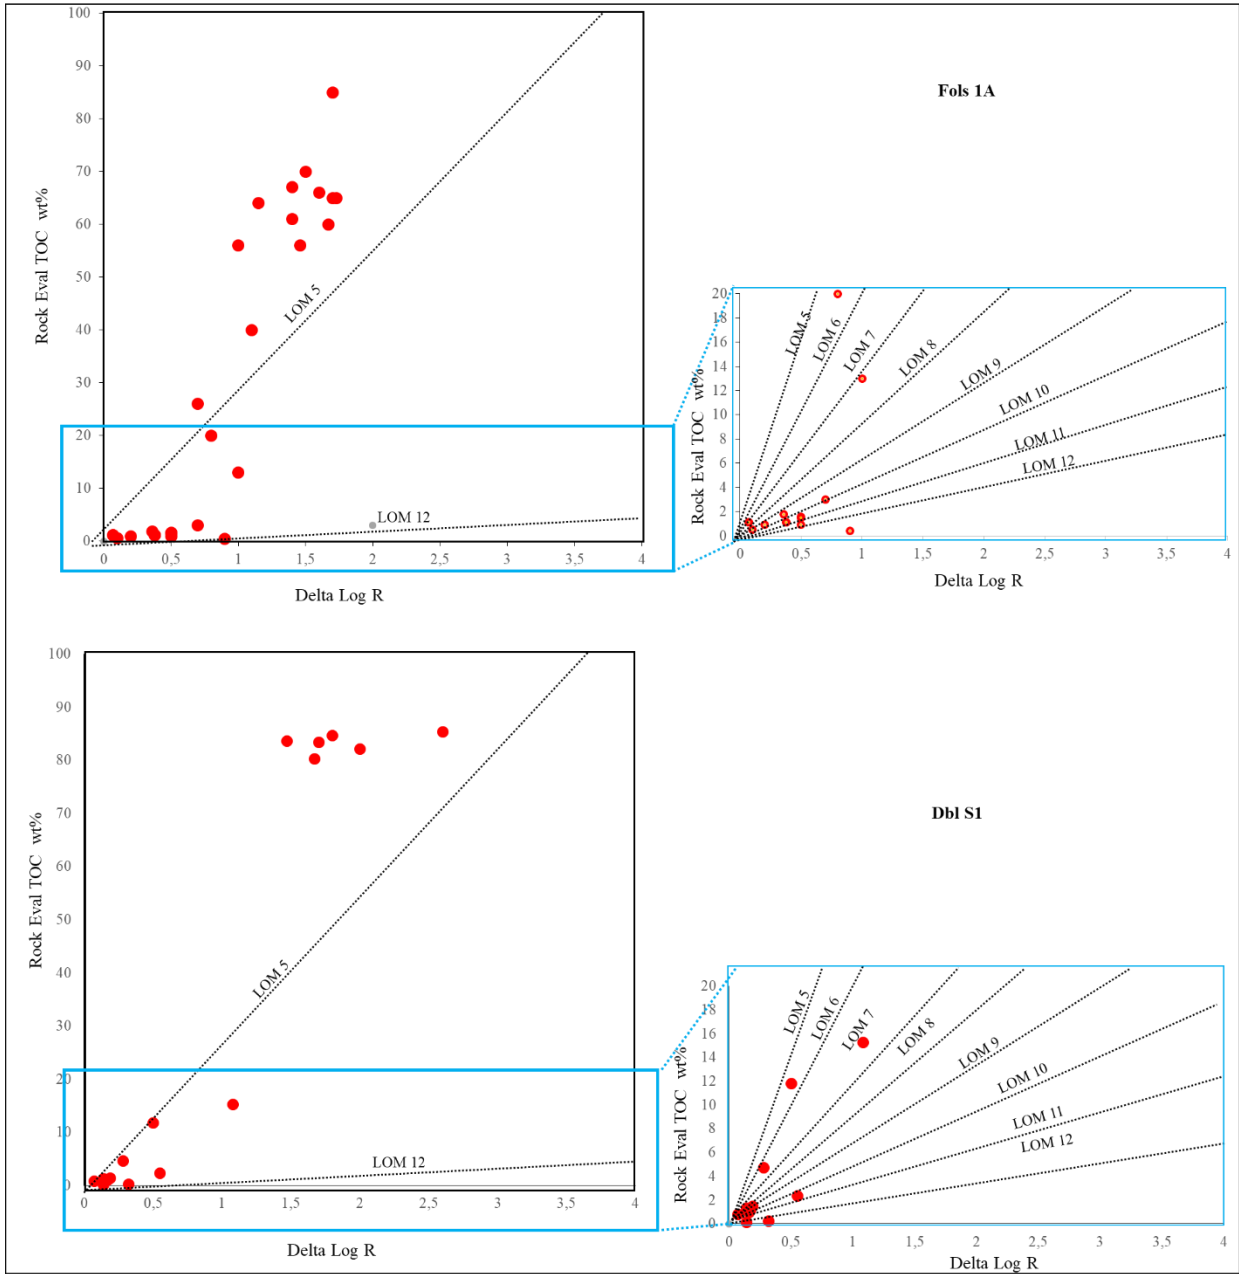 100
90
80
70
60
50
40
30
20
10
0
Rock Eval TOC wt%
LOM 5
LOM 12
0 0,5 1 1,5 2 2,5 3 3,5 4
Delta Log R
Fols 1A
20
18
16
14
12
10
8
6
4
2
0
Rock Eval TOC wt%
LOM 5
LOM 6
LOM 7
LOM 8
LOM 9
LOM 10
LOM 11
LOM 12
0 0,5 1 1,5 2 2,5 3 3,5 4
Delta Log R
100
90
80
70
60
50
40
30
20
10
0
Rock Eval TOC wt%
LOM 5
LOM 12
0 0,5 1 1,5 2 2,5 3 3,5 4
Delta Log R
Dbl S1
20
18
16
14
12
10
8
6
4
2
0
Rock Eval TOC wt%
LOM 5
LOM 6
LOM 7
LOM 8
LOM 9
LOM 10
LOM 11
LOM 12
0 0,5 1 1,5 2 2,5 3 3,5 4
Delta Log R